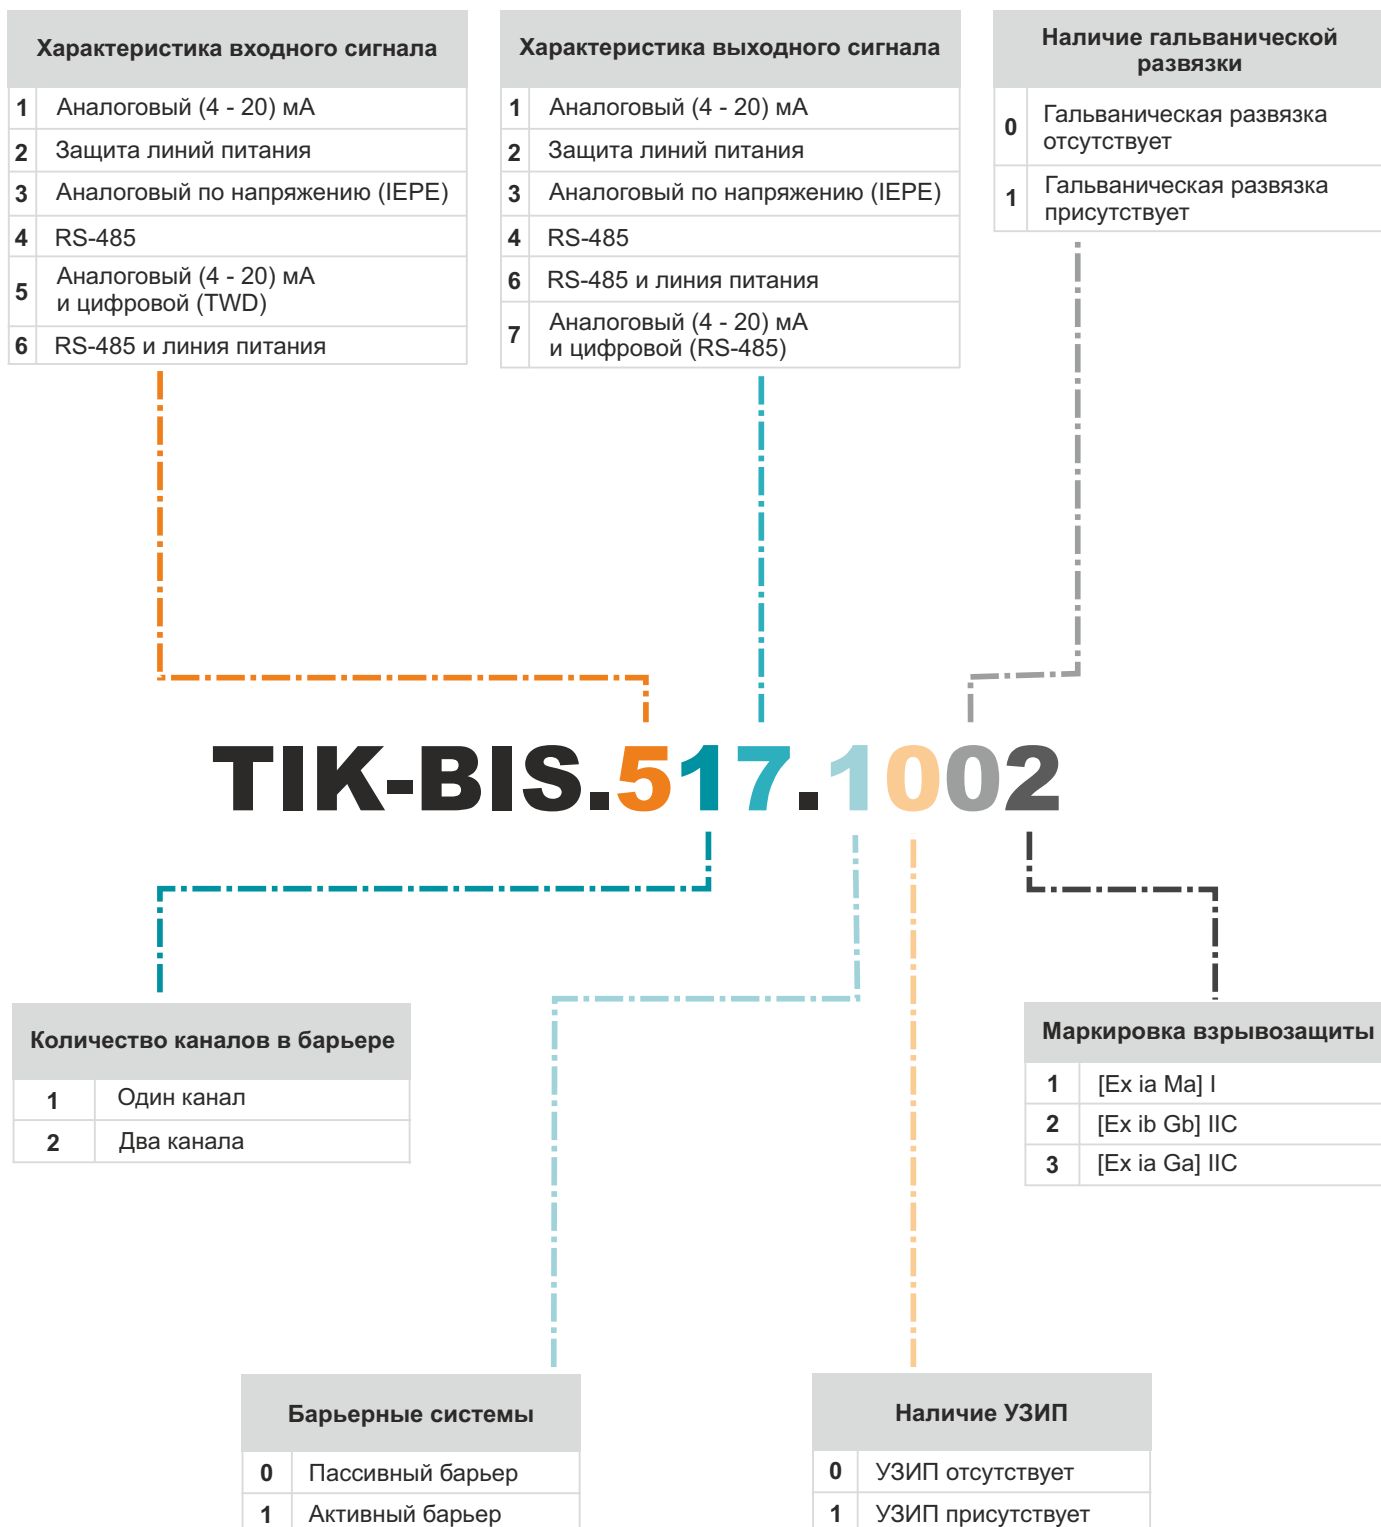 Характеристика входного сигнала
1 Аналоговый (4 - 20) мА
2 Защита линий питания
3 Аналоговый по напряжению (IEPE)
4 RS-485
5 Аналоговый (4 - 20) мА
и цифровой (TWD)
6 RS-485 и линия питания
Характеристика выходного сигнала
1 Аналоговый (4 - 20) мА
2 Защита линий питания
3 Аналоговый по напряжению (IEPE)
4 RS-485
6 RS-485 и линия питания
7 Аналоговый (4 - 20) мА
и цифровой (RS-485)
Наличие гальванической
развязки
0 Гальваническая развязка
отсутствует
1 Гальваническая развязка
присутствует
TIK-BIS.517.1002
Количество каналов в барьере
1 Один канал
2 Два канала
Маркировка взрывозащиты
1 [Ex ia Ma] I
2 [Ex ib Gb] IIC
3 [Ex ia Ga] IIC
Барьерные системы
0 Пассивный барьер
1 Активный барьер
Наличие УЗИП
0 УЗИП отсутствует
1 УЗИП присутствует